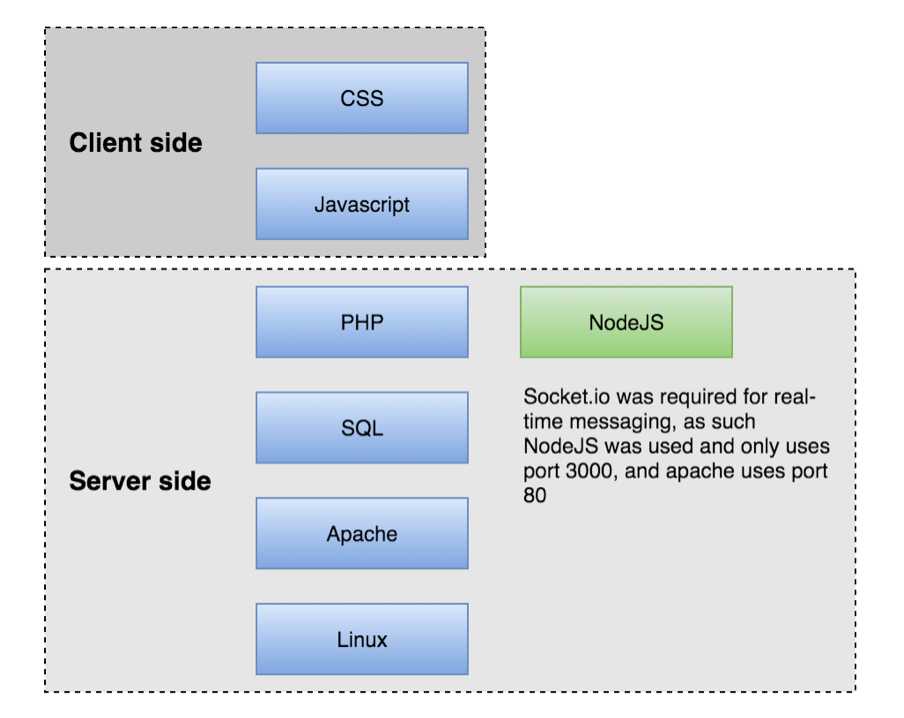 Client side
CSS
Javascript
Server side
PHP
SQL
Apache
Linux
NodeJS
Socket.io was required for real-
time messaging, as such
NodeJS was used and only uses
port 3000, and apache uses port
80